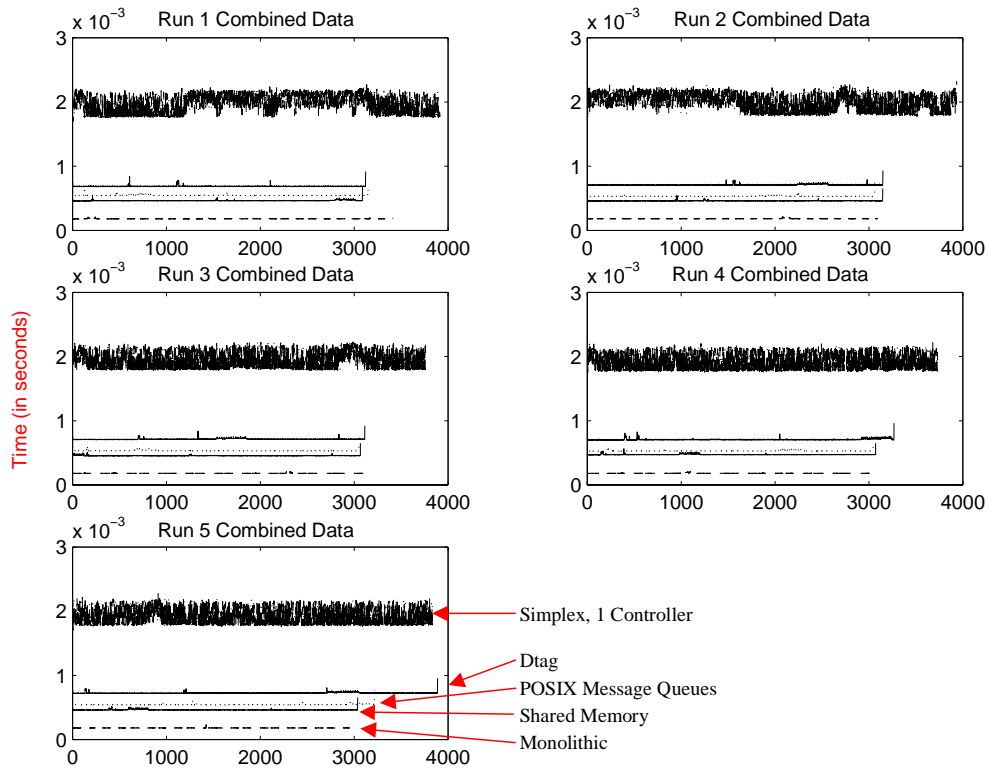 x 10⁻³ Run 1 Combined Data
3
2
1
0
0 1000 2000 3000 4000
x 10⁻³ Run 2 Combined Data
3
2
1
0
0 1000 2000 3000 4000
x 10⁻³ Run 3 Combined Data
3
2
1
0
0 1000 2000 3000 4000
x 10⁻³ Run 4 Combined Data
3
2
1
0
0 1000 2000 3000 4000
Time (in seconds)
x 10⁻³ Run 5 Combined Data
3
2
1
0
0 1000 2000 3000 4000
Simplex, 1 Controller
Dtag
POSIX Message Queues
Shared Memory
Monolithic